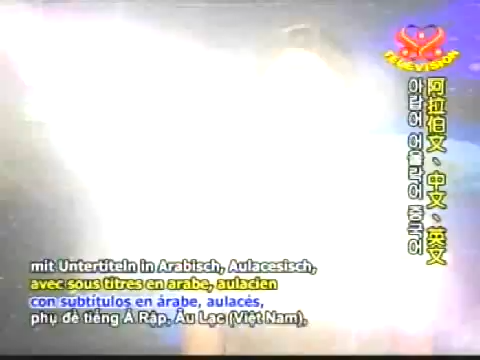 TELEVISION
阿拉伯文、中文、英文
아랍어 어울락어 중국어
mit Untertiteln in Arabisch, Aulacesisch,
avec sous titres en arabe, aulacien
con subtítulos en árabe, aulacés,
phụ đề tiếng Ả Rập, Âu Lạc (Việt Nam),